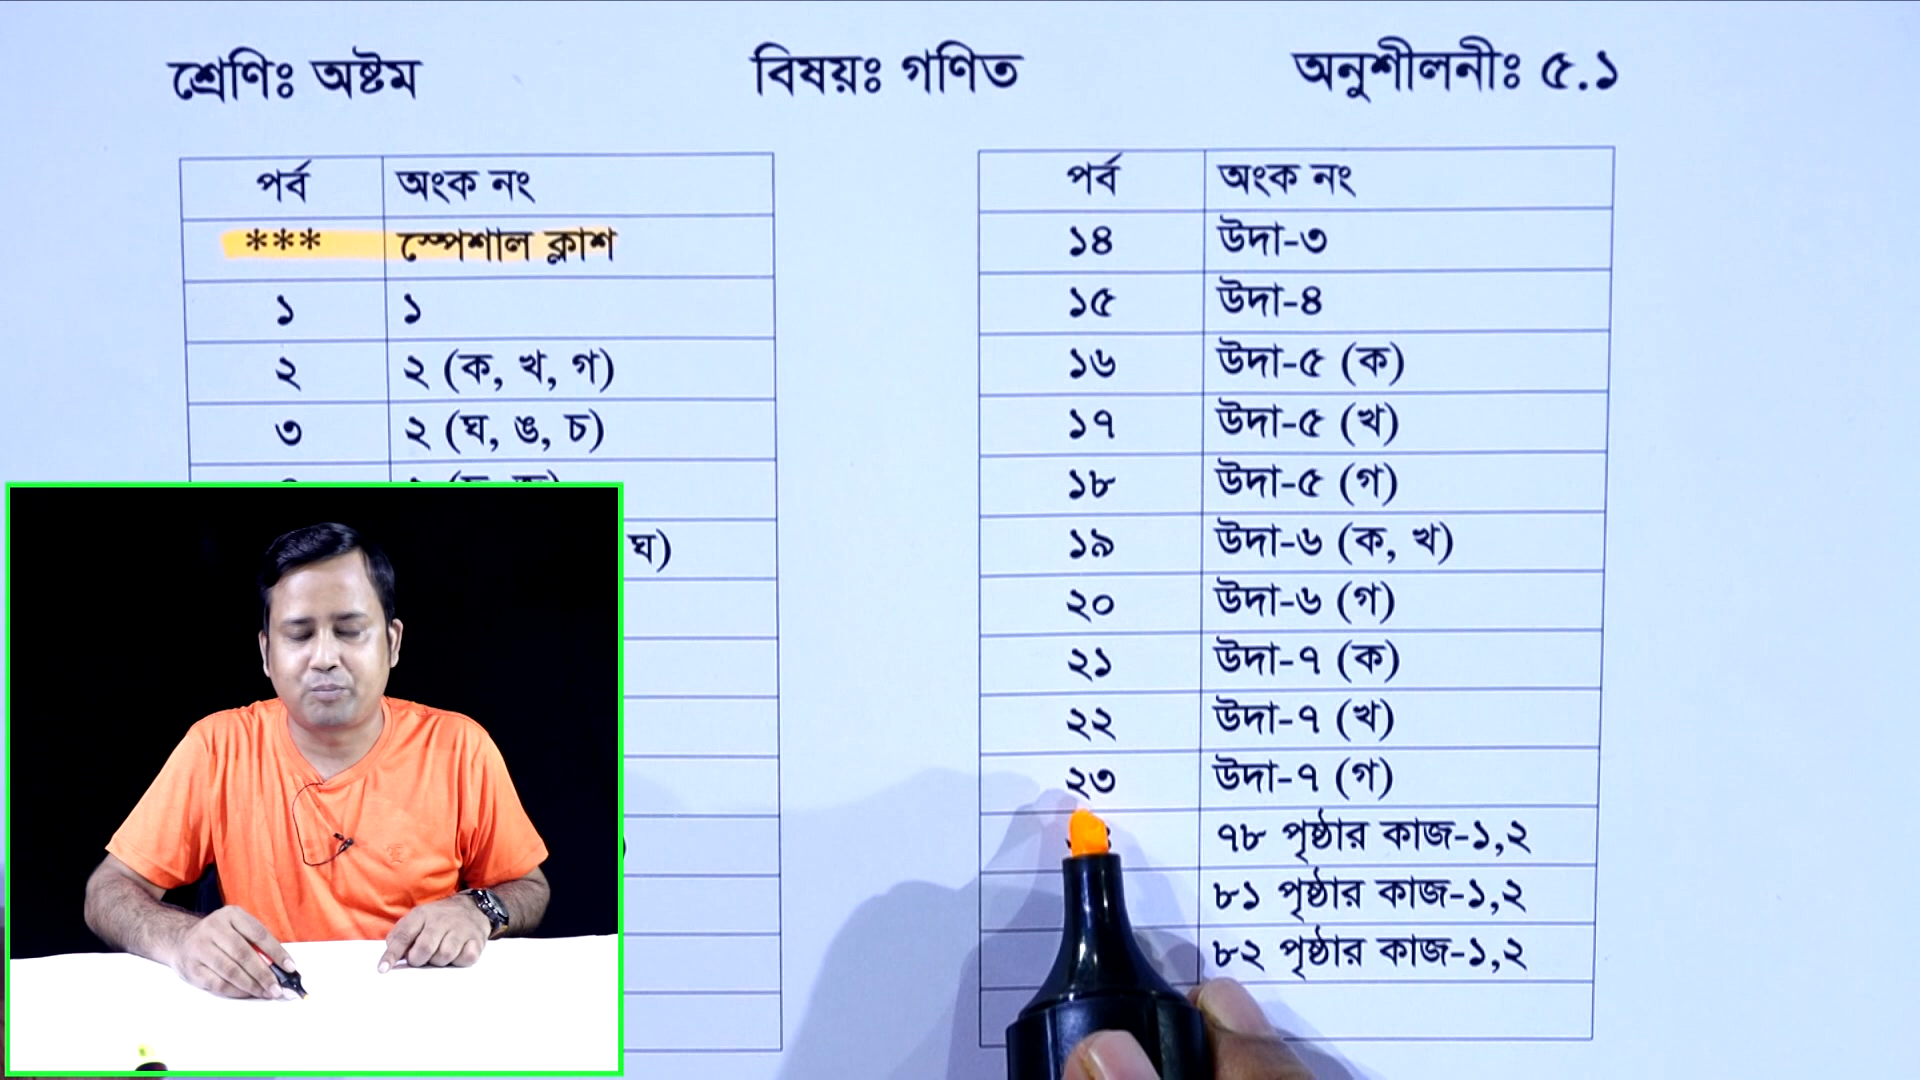 শ্রেণিঃ অষ্টম বিষয়ঃ গণিত অনুশীলনীঃ ৫.১
পর্ব অংক নং
*** স্পেশাল ক্লাশ
১ ১
২ ২ (ক, খ, গ)
৩ ২ (ঘ, ঙ, চ)
ঘ)
পর্ব অংক নং
১৪ উদা-৩
১৫ উদা-৪
১৬ উদা-৫ (ক)
১৭ উদা-৫ (খ)
১৮ উদা-৫ (গ)
১৯ উদা-৬ (ক, খ)
২০ উদা-৬ (গ)
২১ উদা-৭ (ক)
২২ উদা-৭ (খ)
২৩ উদা-৭ (গ)
৭৮ পৃষ্ঠার কাজ-১,২
৮১ পৃষ্ঠার কাজ-১,২
৮২ পৃষ্ঠার কাজ-১,২